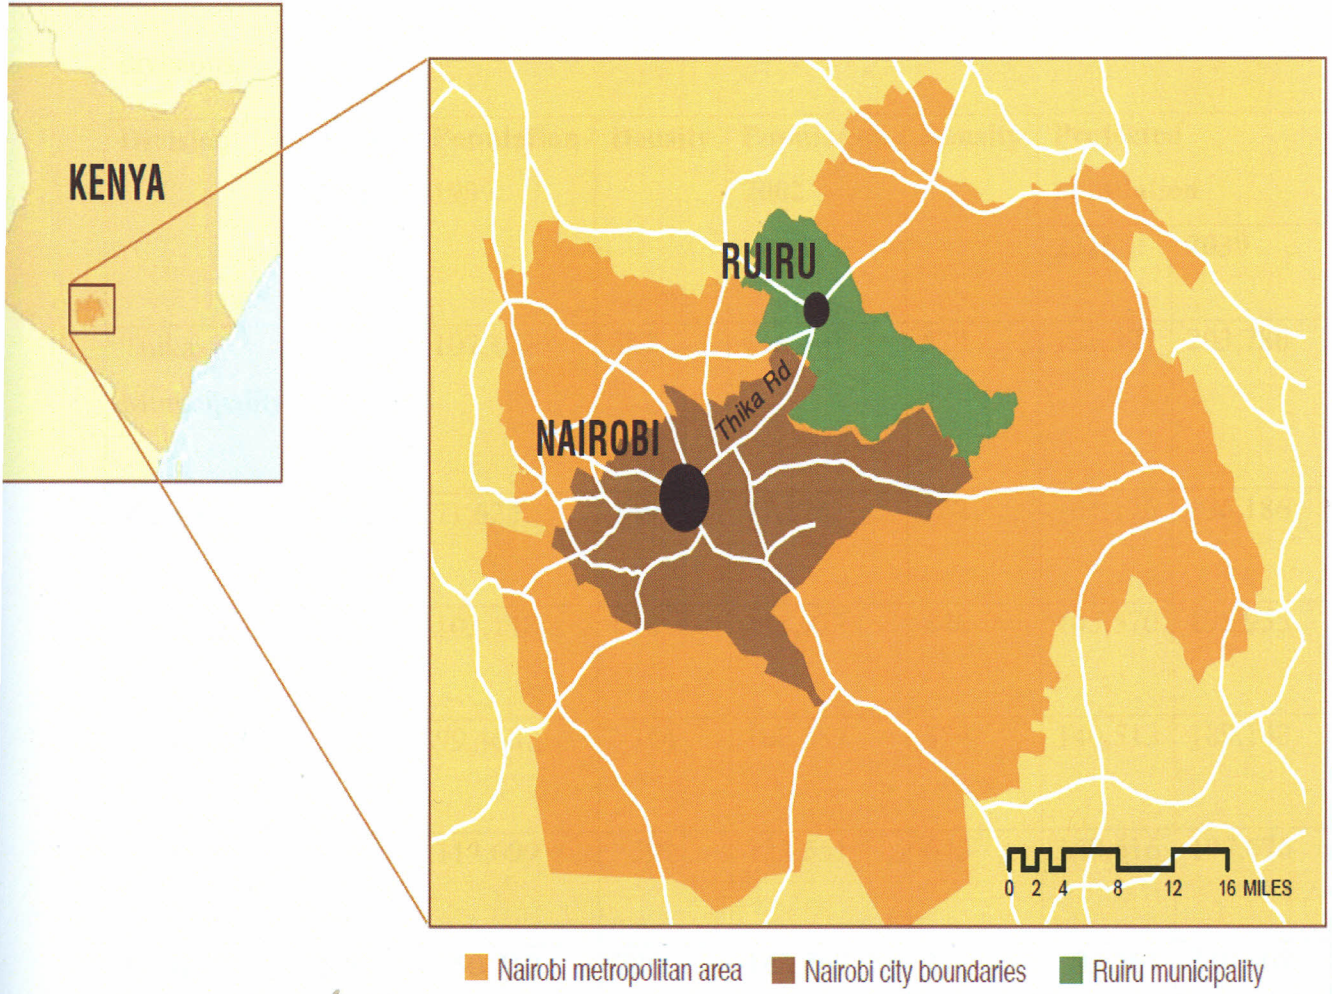 KENYA
RUIRU
Thika Rd
NAIROBI
0 2 4 8 12 16 MILES
Nairobi metropolitan area
Nairobi city boundaries
Ruiru municipality